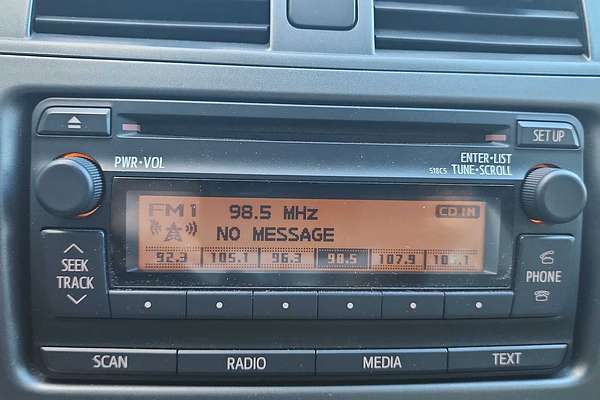 SET UP
PWR•VOL
ENTER•LIST
518C5 TUNE•SCROLL
FM1 98.5 MHz CD.IN
NO MESSAGE
92.3 105.1 96.3 98.5 107.9
SEEK
TRACK
PHONE
SCAN RADIO MEDIA TEXT